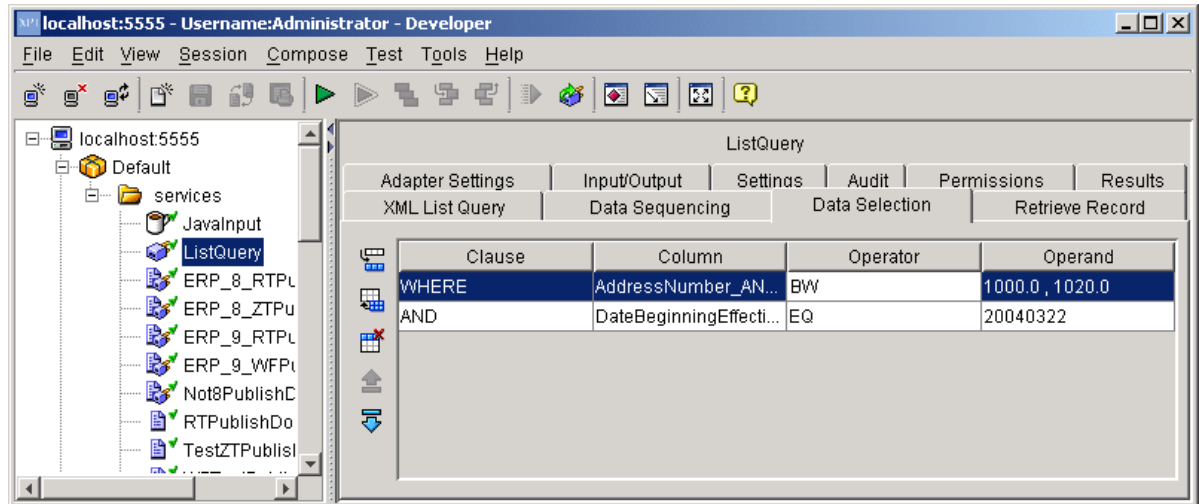 localhost:5555 - Username:Administrator - Developer
File Edit View Session Compose Test Tools Help
localhost:5555
Default
services
JavaInput
ListQuery
ERP_8_RTPu
ERP_8_ZTPu
ERP_9_RTPu
ERP_9_WFPu
Not8PublishD
RTPublishDo
TestZTPublisl
ListQuery
Adapter Settings Input/Output Settings Audit Permissions Results
XML List Query Data Sequencing Data Selection Retrieve Record
Clause Column Operator Operand
WHERE AddressNumber_AN... BW 1000.0 , 1020.0
AND DateBeginningEffecti... EQ 20040322